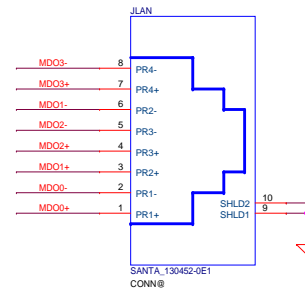 JLAN
MDO3- 8 PR4-
MDO3+ 7 PR4+
MDO1- 6 PR2-
MDO2- 5 PR3-
MDO2+ 4 PR3+
MDO1+ 3 PR2+
MDO0- 2 PR1-
MDO0+ 1 PR1+
SHLD2 10
SHLD1 9
SANTA_130452-0E1
CONN@